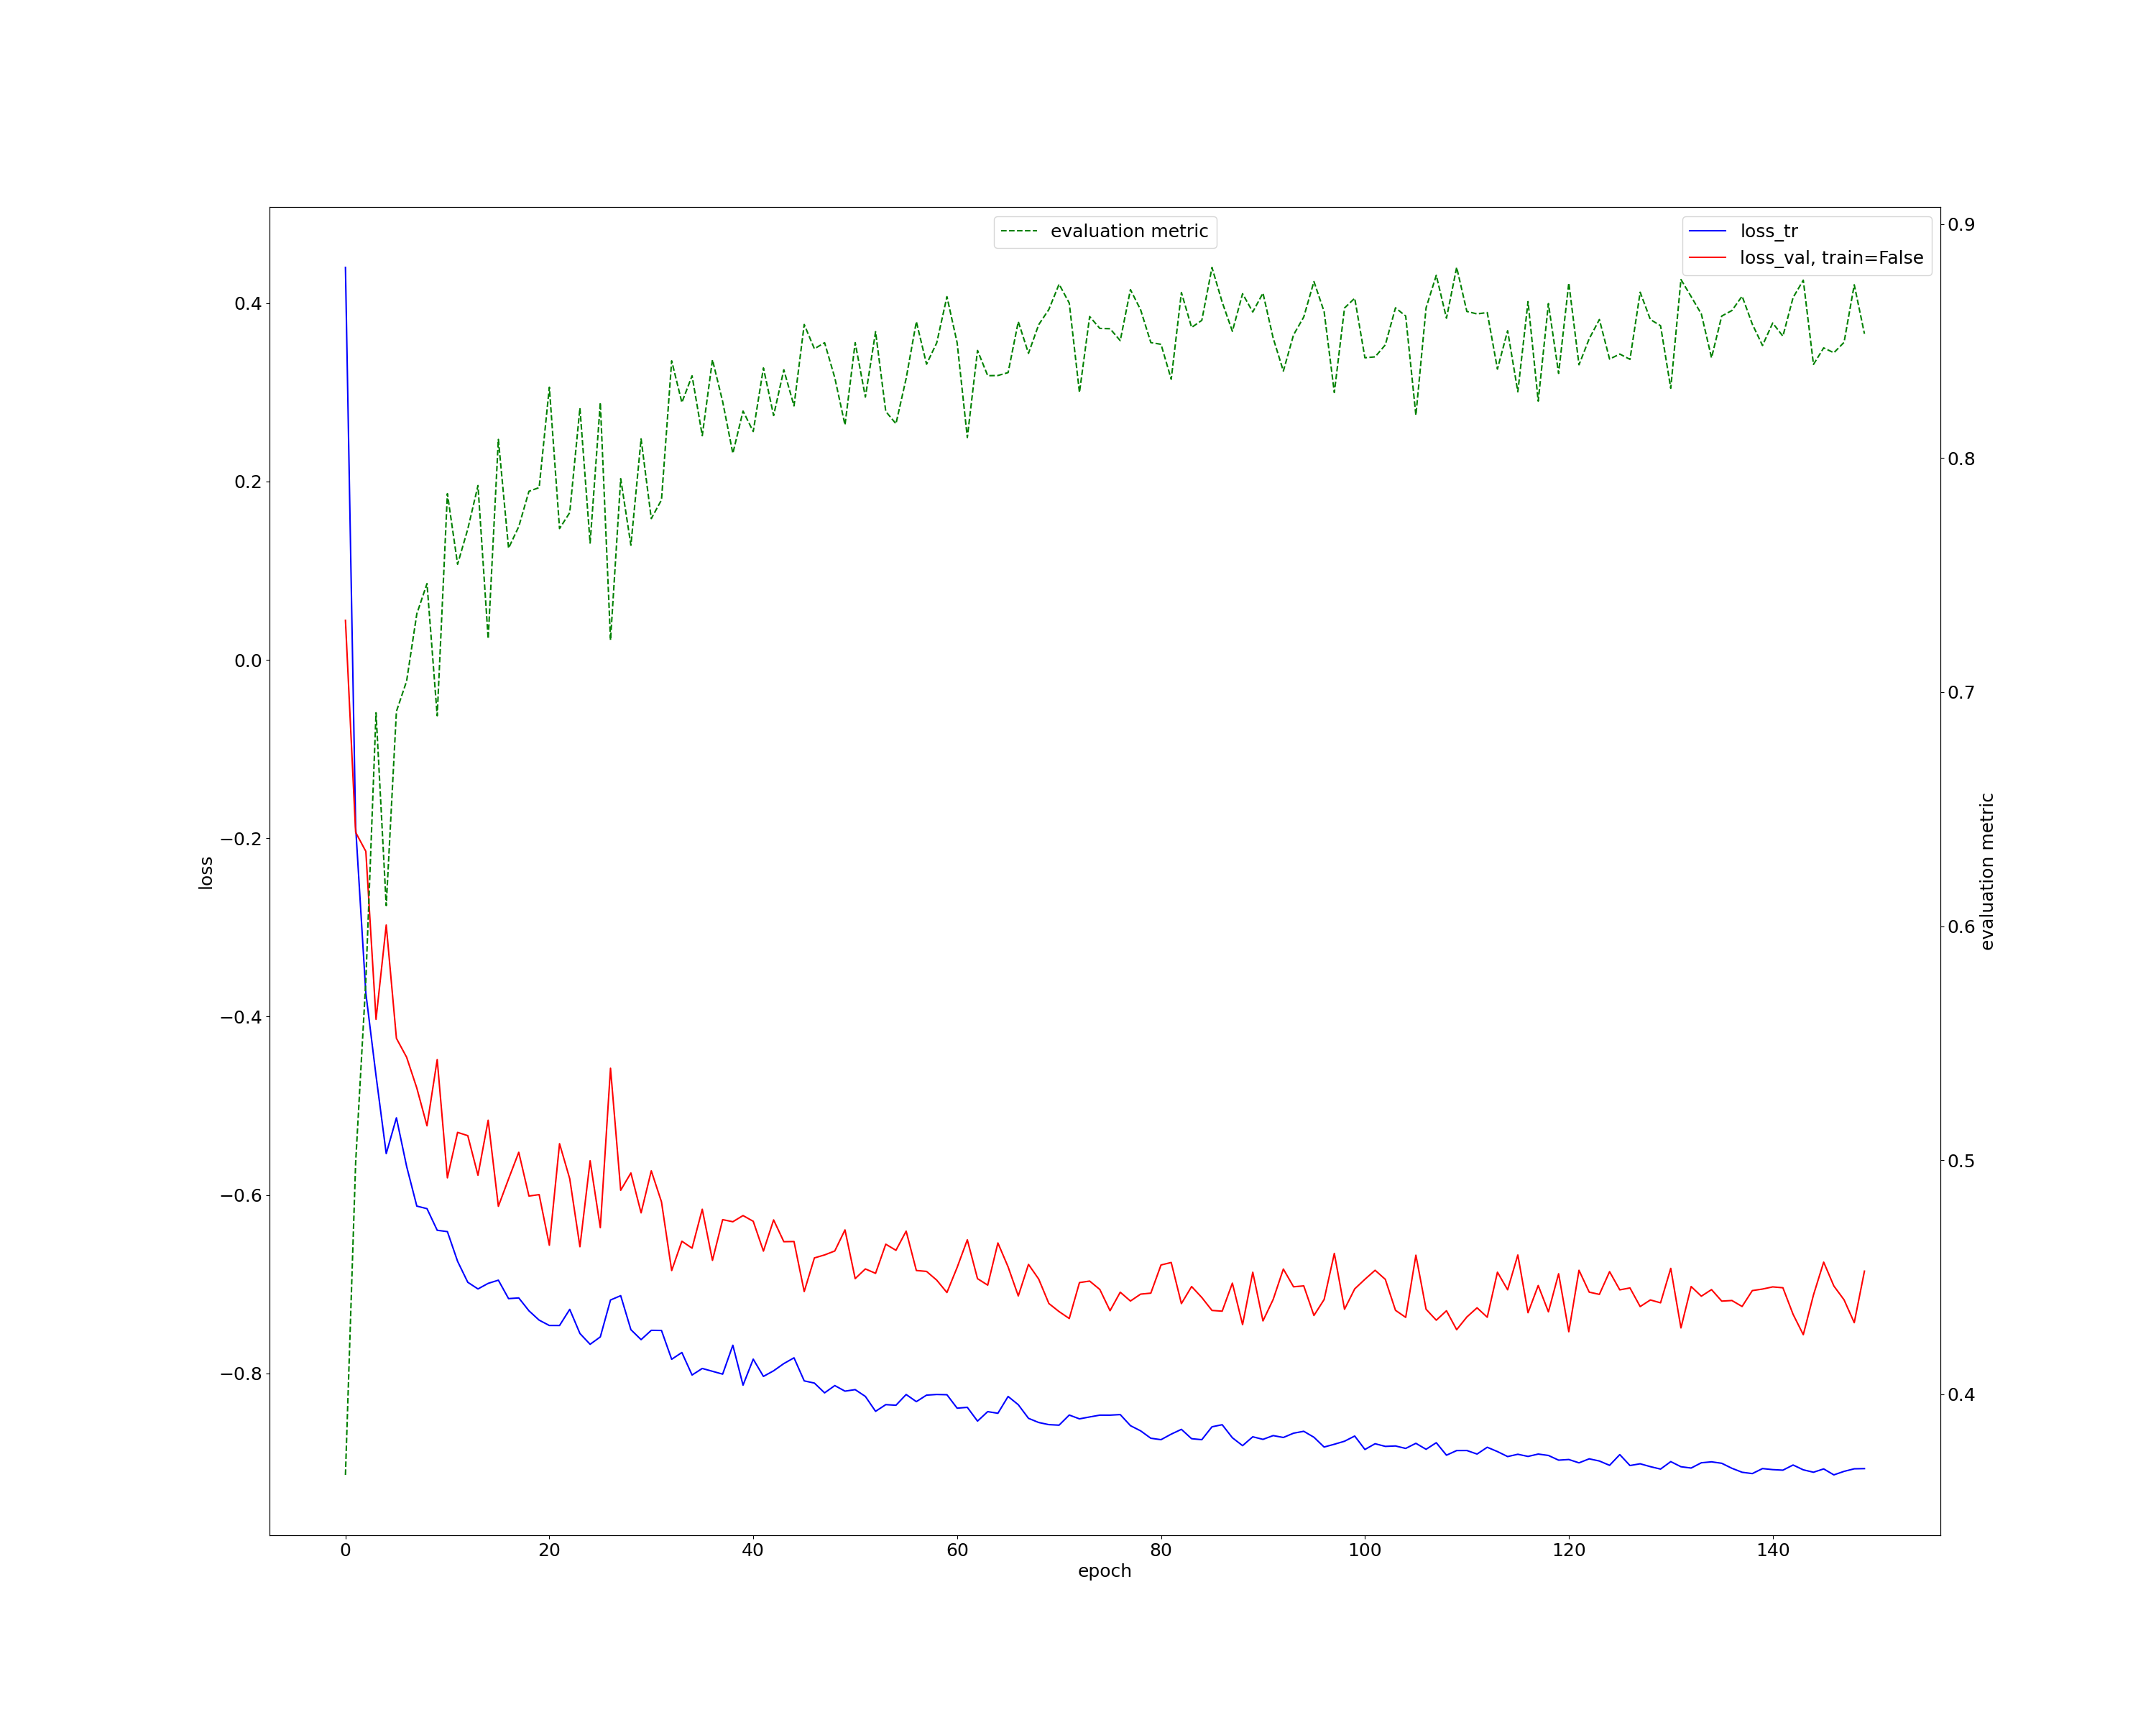 evaluation metric
loss_tr
loss_val, train=False
0.4
0.2
0.0
−0.2
−0.4
−0.6
−0.8
loss
0.9
0.8
0.7
0.6
0.5
0.4
evaluation metric
0 20 40 60 80 100 120 140
epoch